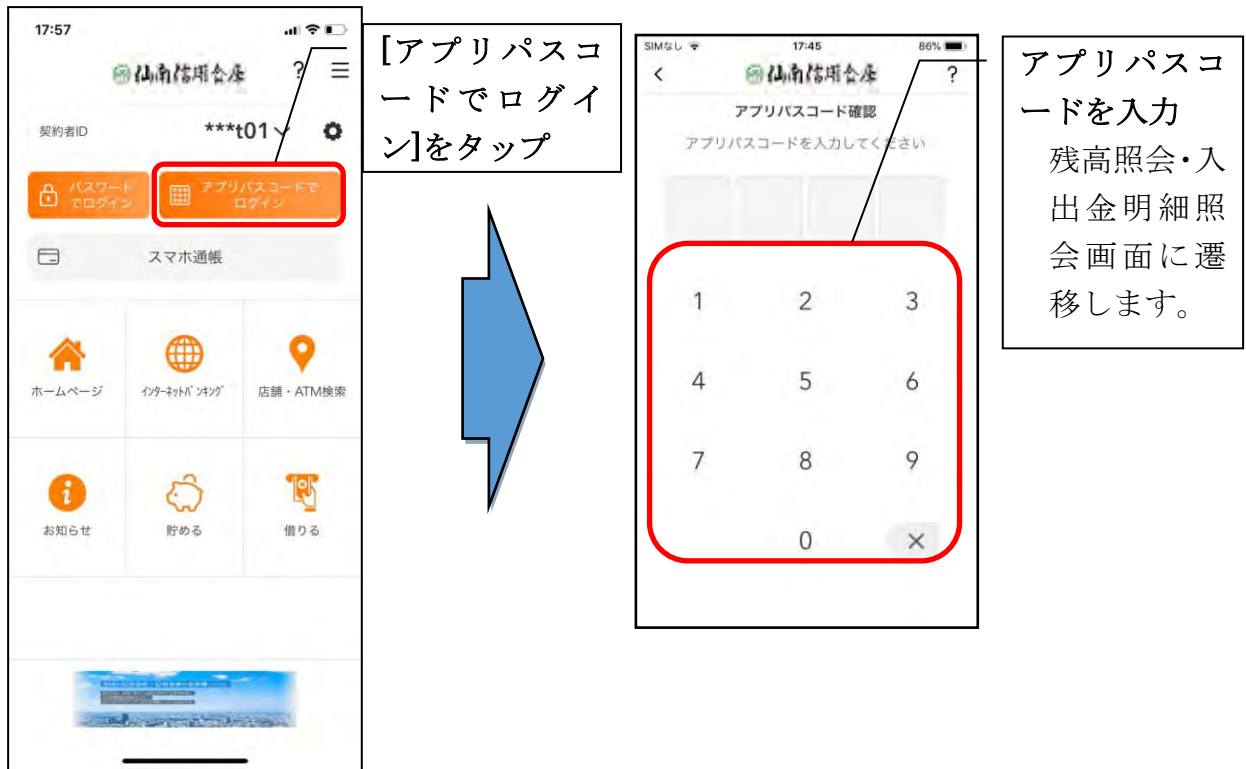 17:57
仙南信用金庫
?
契約者ID
***t01
パスワード
でログイン
アプリパスコードで
ログイン
スマホ通帳
ホームページ
インターネットバンキング
店舗・ATM検索
お知らせ
貯める
借りる
[アプリパスコ
ードでログイ
ン]をタップ
SIMなし
17:45
86%
仙南信用金庫
?
アプリパスコード確認
アプリパスコードを入力してください
1
2
3
4
5
6
7
8
9
0
アプリパスコ
ードを入力
残高照会・入
出金明細照
会画面に遷
移します。